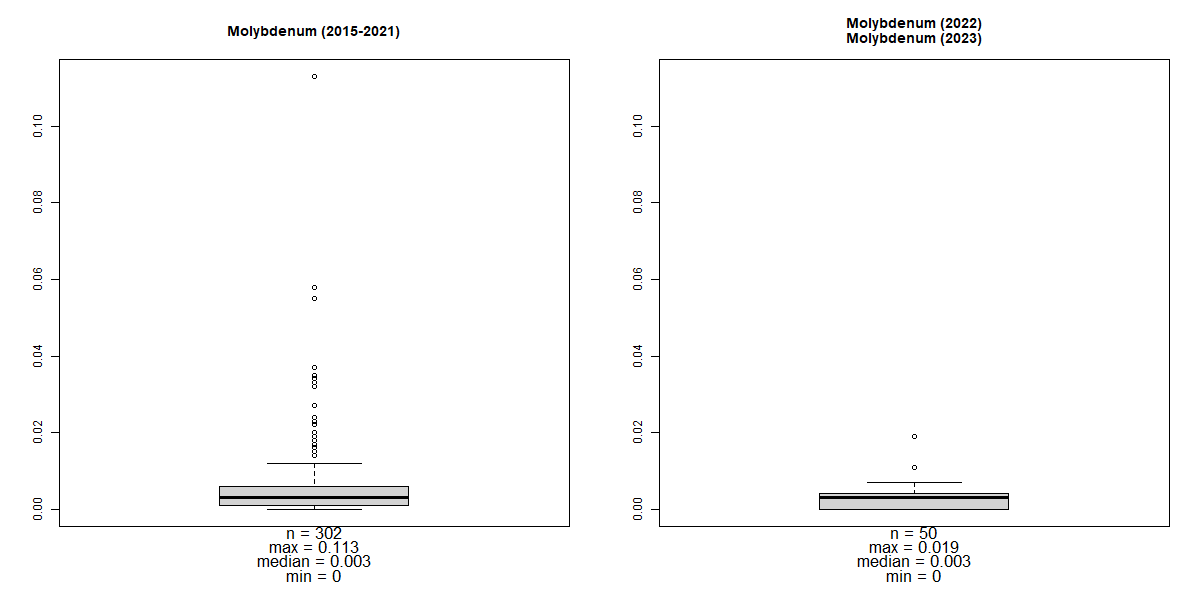 Molybdenum (2015-2021)
0.10
0.08
0.06
0.04
0.02
0.00
n = 302
max = 0.113
median = 0.003
min = 0
Molybdenum (2022)
Molybdenum (2023)
0.10
0.08
0.06
0.04
0.02
0.00
n = 50
max = 0.019
median = 0.003
min = 0